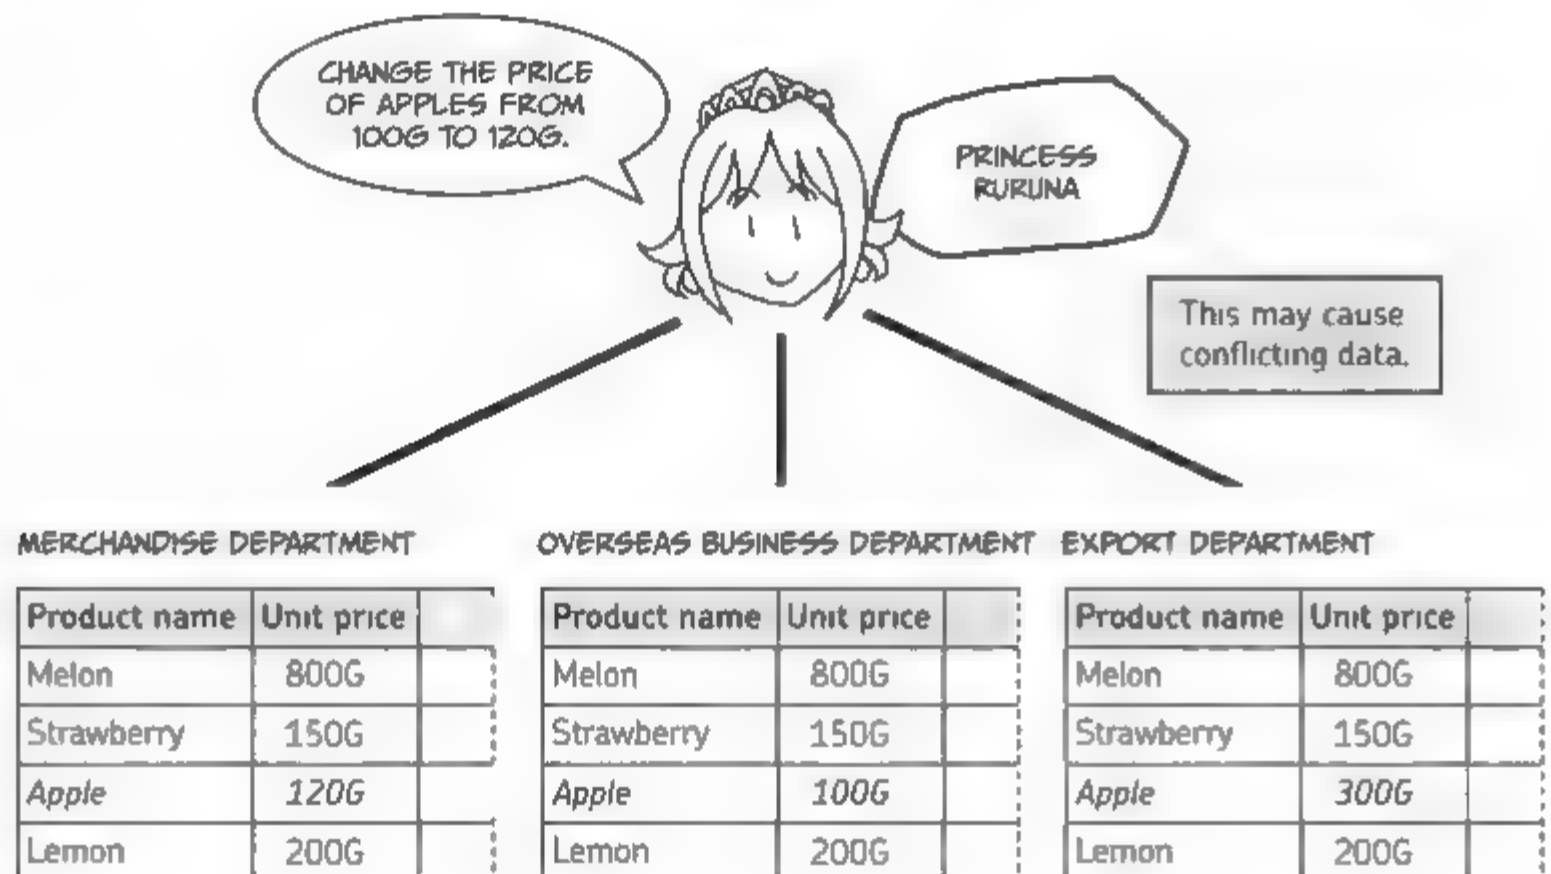 CHANGE THE PRICE
OF APPLES FROM
100G TO 120G.
PRINCESS
RURUNA
This may cause
conflicting data.
MERCHANDISE DEPARTMENT
Product name Unit price
Melon 800G
Strawberry 150G
Apple 120G
Lemon 200G
OVERSEAS BUSINESS DEPARTMENT
Product name Unit price
Melon 800G
Strawberry 150G
Apple 100G
Lemon 200G
EXPORT DEPARTMENT
Product name Unit price
Melon 800G
Strawberry 150G
Apple 300G
Lemon 200G